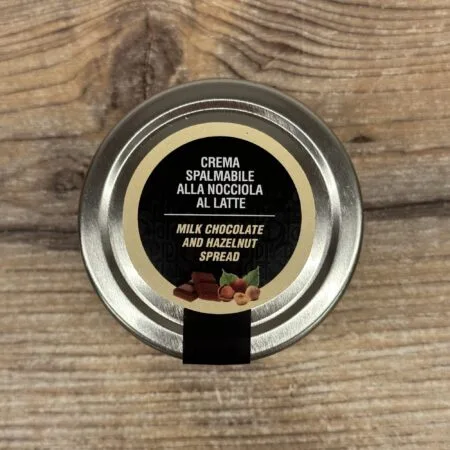 CREMA
SPALMABILE
ALLA NOCCIOLA
AL LATTE
MILK CHOCOLATE
AND HAZELNUT
SPREAD